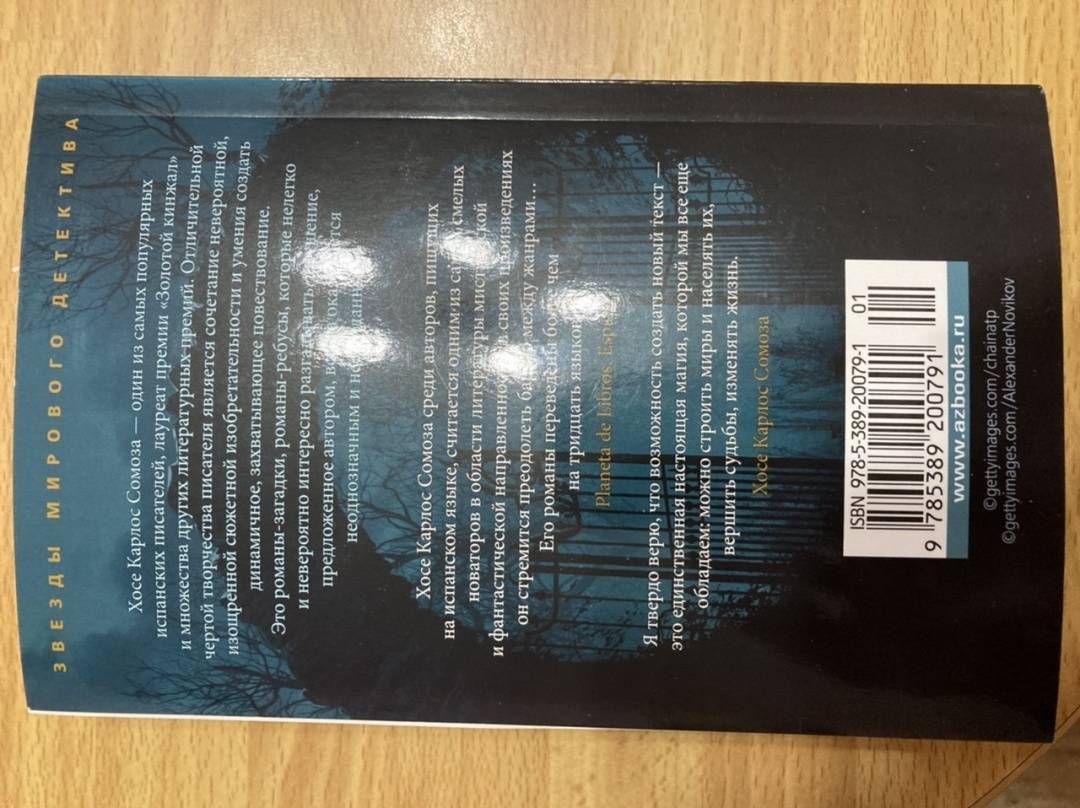 ЗВЕЗДЫ МИРОВОГО ДЕТЕКТИВА
Хосе Карлос Сомоза — один из самых популярных
испанских писателей, лауреат премии «Золотой кинжал»
и множества других литературных премий. Отличительной
чертой творчества писателя является сочетание невероятной,
изощренной сюжетной изобретательности и умения создать
динамичное, захватывающее повествование.
Это романы-загадки, романы-ребусы, которые нелегко
и невероятно интересно разгадывать
предложенное автором,
неоднозначным и
Хосе Карлос Сомоза среди авторов, пишущих
на испанском языке, считается одним из самых смелых
новаторов в области литературы
и фантастической направленности. своих произведениях
он стремится преодолеть между жанрами...
Его романы переведены более чем
на тридцать языков
Planeta de Libros,
Я твердо верю, что возможность создать новый текст —
это единственная настоящая магия, которой мы все еще
обладаем: можно строить миры и населять их,
вершить судьбы, изменять жизнь.
Хосе Карлос Сомоза
ISBN 978-5-389-20079-1
01
9 785389 200791
www.azbooka.ru
©gettyimages.com/chainatp
©gettyimages.com/AlexanderNovikov